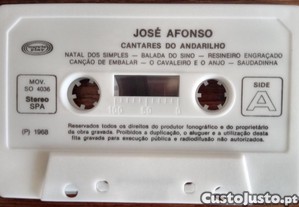 JOSÉ AFONSO
CANTARES DO ANDARILHO
NATAL DOS SIMPLES — BALADA DO SINO — RESINEIRO ENGRAÇADO
CANÇÃO DE EMBALAR — O CAVALEIRO E O ANJO — SAUDADINHA
MOV.
SO 4036
Stereo
SPA
SIDE
A
(P) 1968
Reservados todos os direitos do produtor fonográfico e do proprietário
da obra gravada. Proibidos a duplicação, o aluguer e a utilização desta
fita gravada para execução pública e radiodifusão não autorizados.
CustoJusto.pt